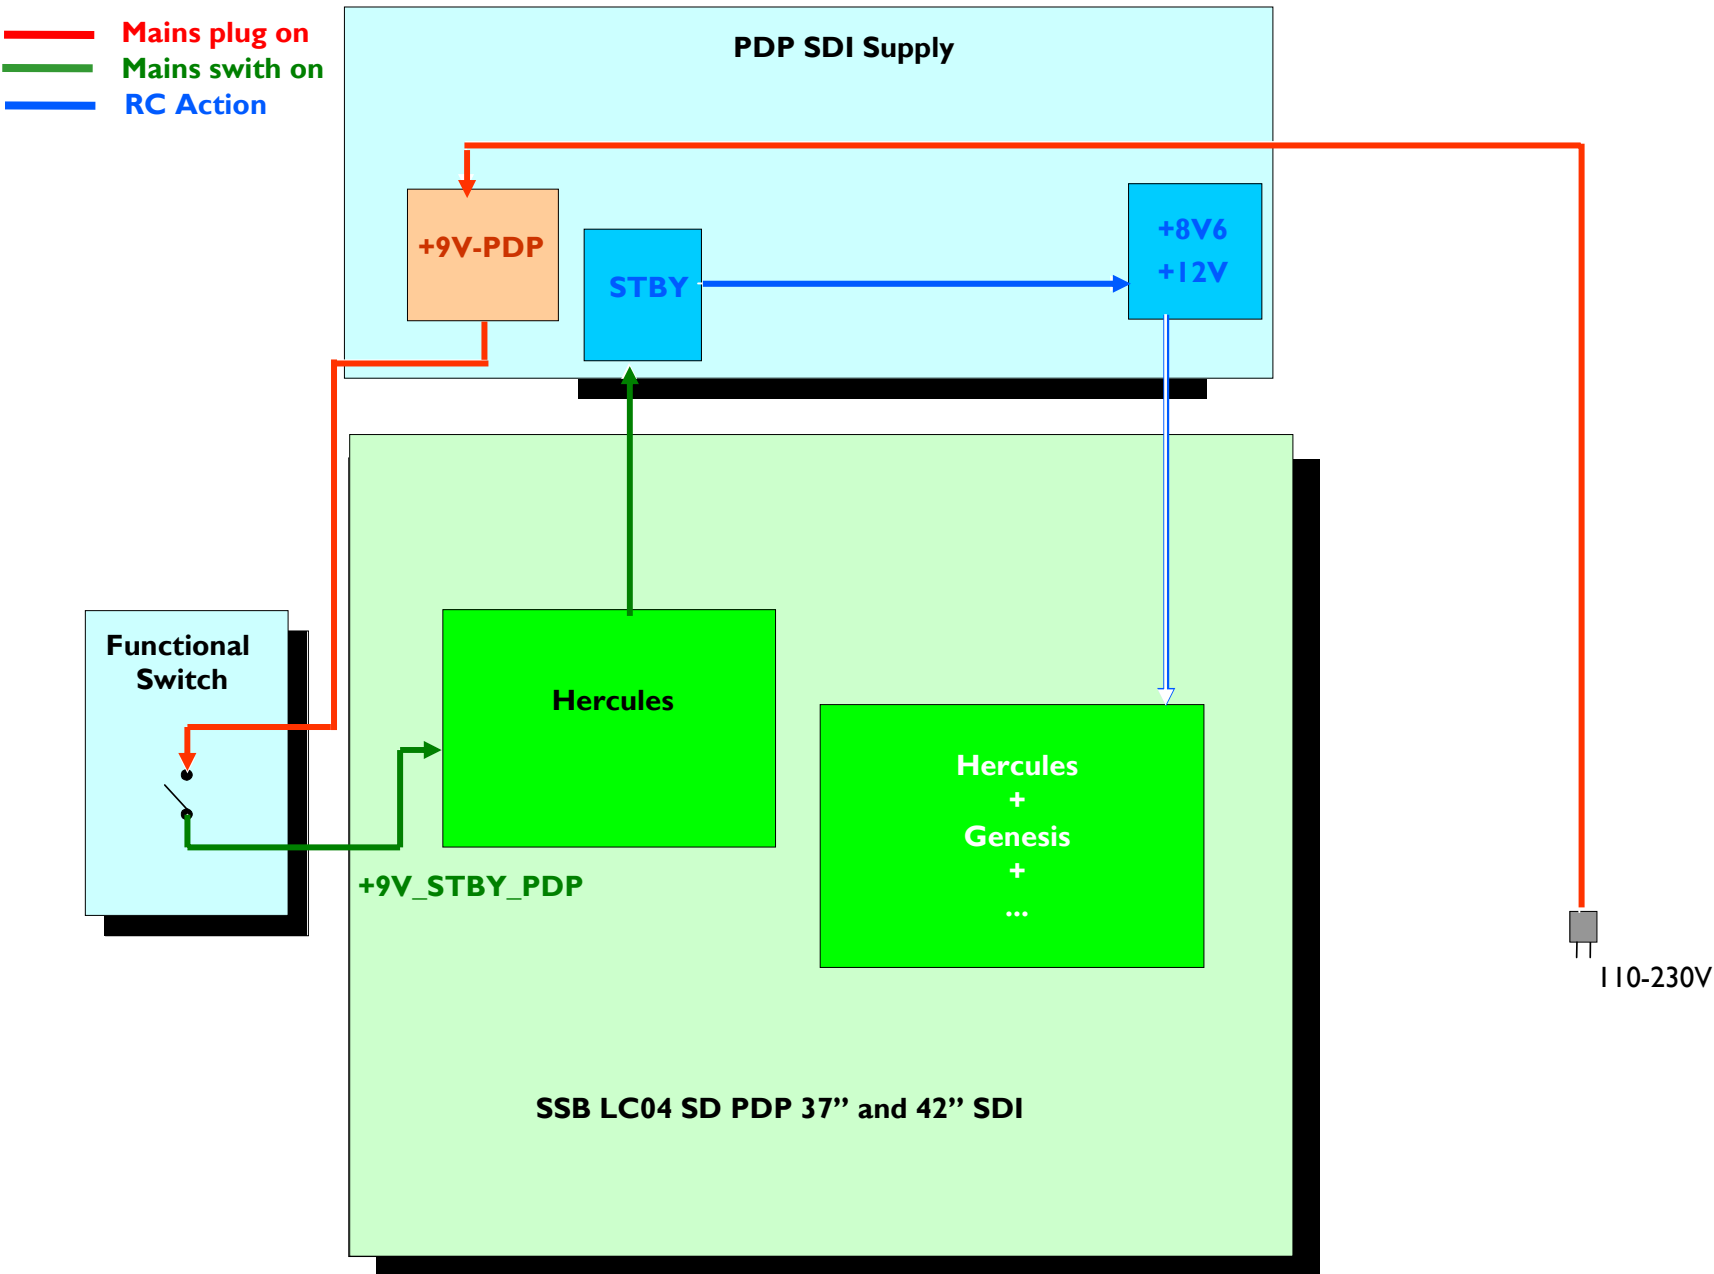 Mains plug on
Mains swith on
RC Action
PDP SDI Supply
+9V-PDP
STBY
+8V6
+12V
Functional
Switch
Hercules
+9V_STBY_PDP
Hercules
+
Genesis
+
...
110-230V
SSB LC04 SD PDP 37” and 42” SDI